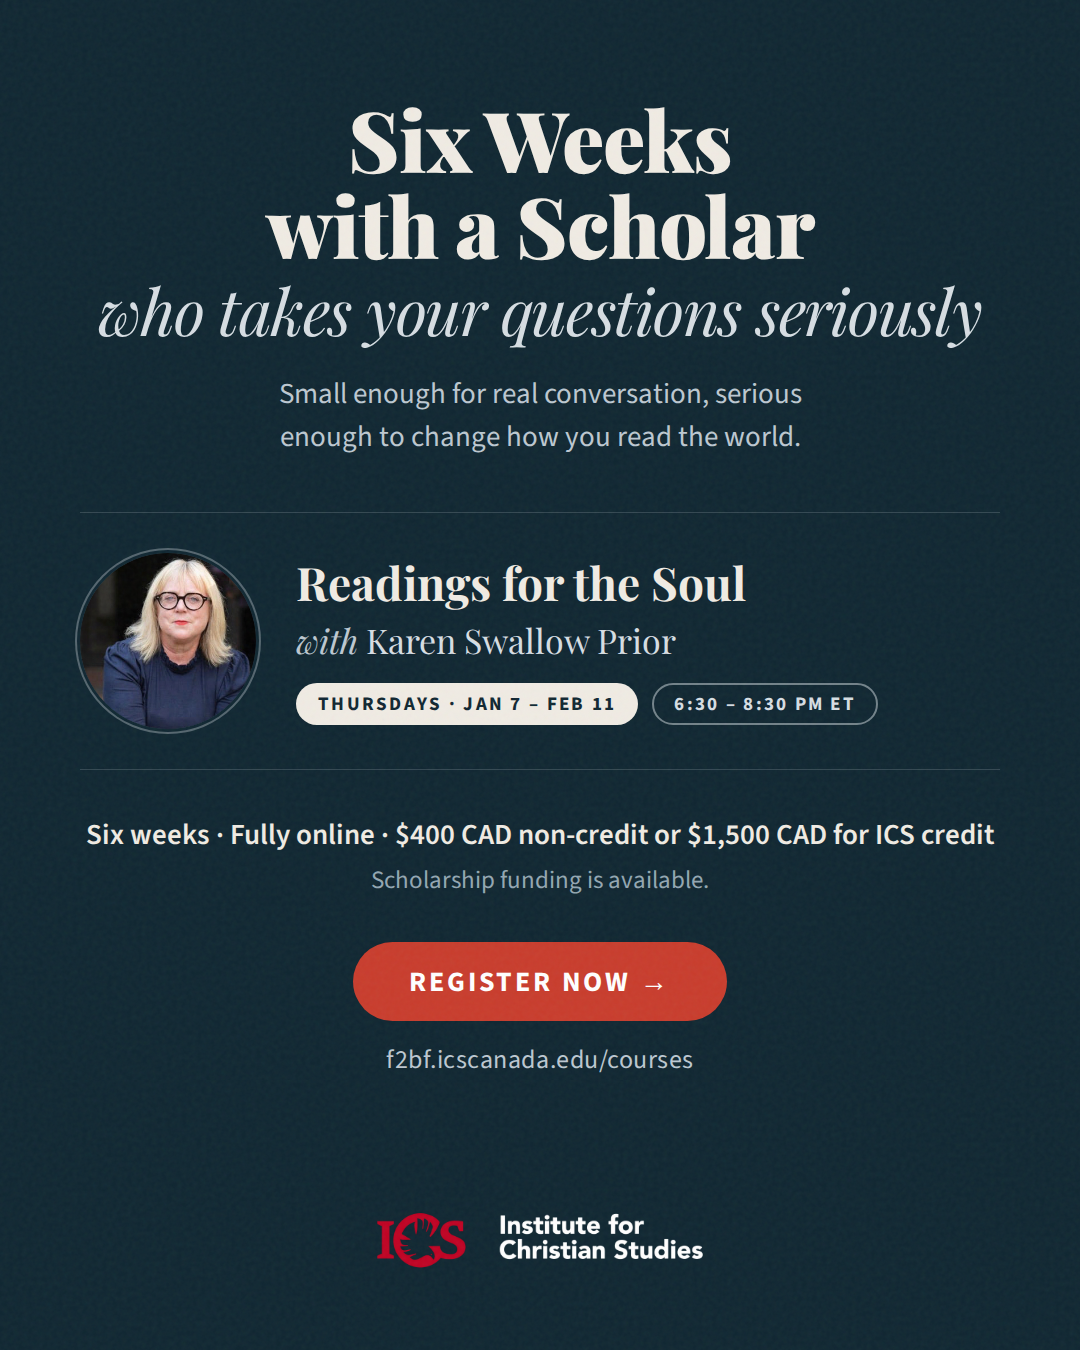 Six Weeks
with a Scholar
who takes your questions seriously
Small enough for real conversation, serious
enough to change how you read the world.
Readings for the Soul
with Karen Swallow Prior
THURSDAYS · JAN 7 – FEB 11
6:30 – 8:30 PM ET
Six weeks · Fully online · $400 CAD non-credit or $1,500 CAD for ICS credit
Scholarship funding is available.
REGISTER NOW →
f2bf.icscanada.edu/courses
ICS
Institute for
Christian Studies